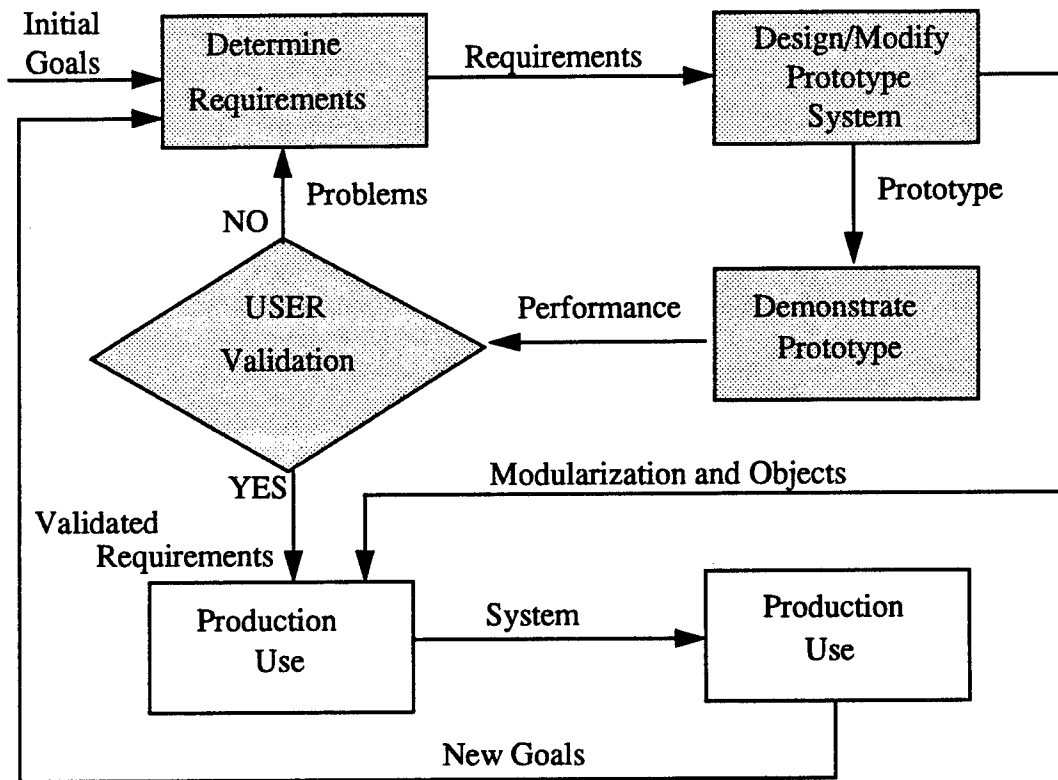 Initial
Goals
Determine
Requirements
Requirements
Design/Modify
Prototype
System
Problems
NO
Prototype
USER
Validation
Performance
Demonstrate
Prototype
YES
Modularization and Objects
Validated
Requirements
Production
Use
System
Production
Use
New Goals